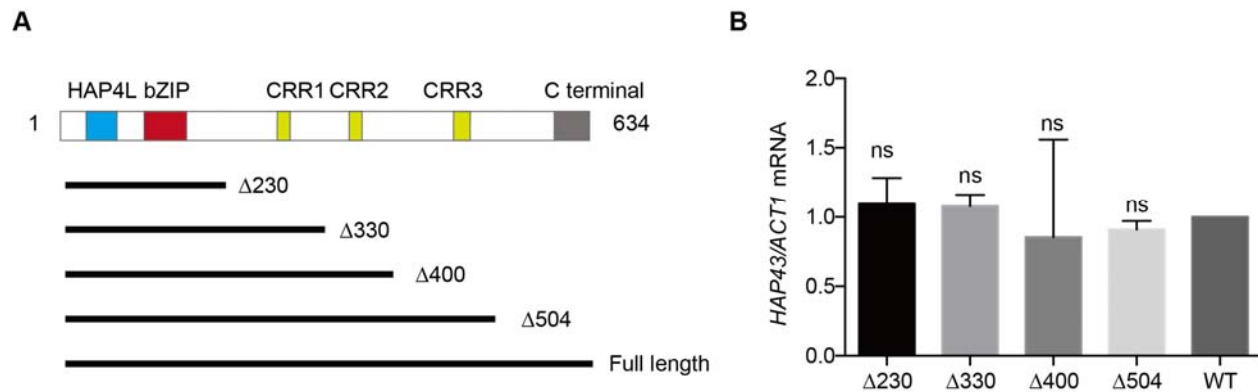 A
HAP4L bZIP CRR1 CRR2 CRR3 C terminal
1 634
Δ230
Δ330
Δ400
Δ504
Full length
B
HAP43/ACT1 mRNA
2.0
1.5
1.0
0.5
0.0
ns ns ns ns
Δ230 Δ330 Δ400 Δ504 WT